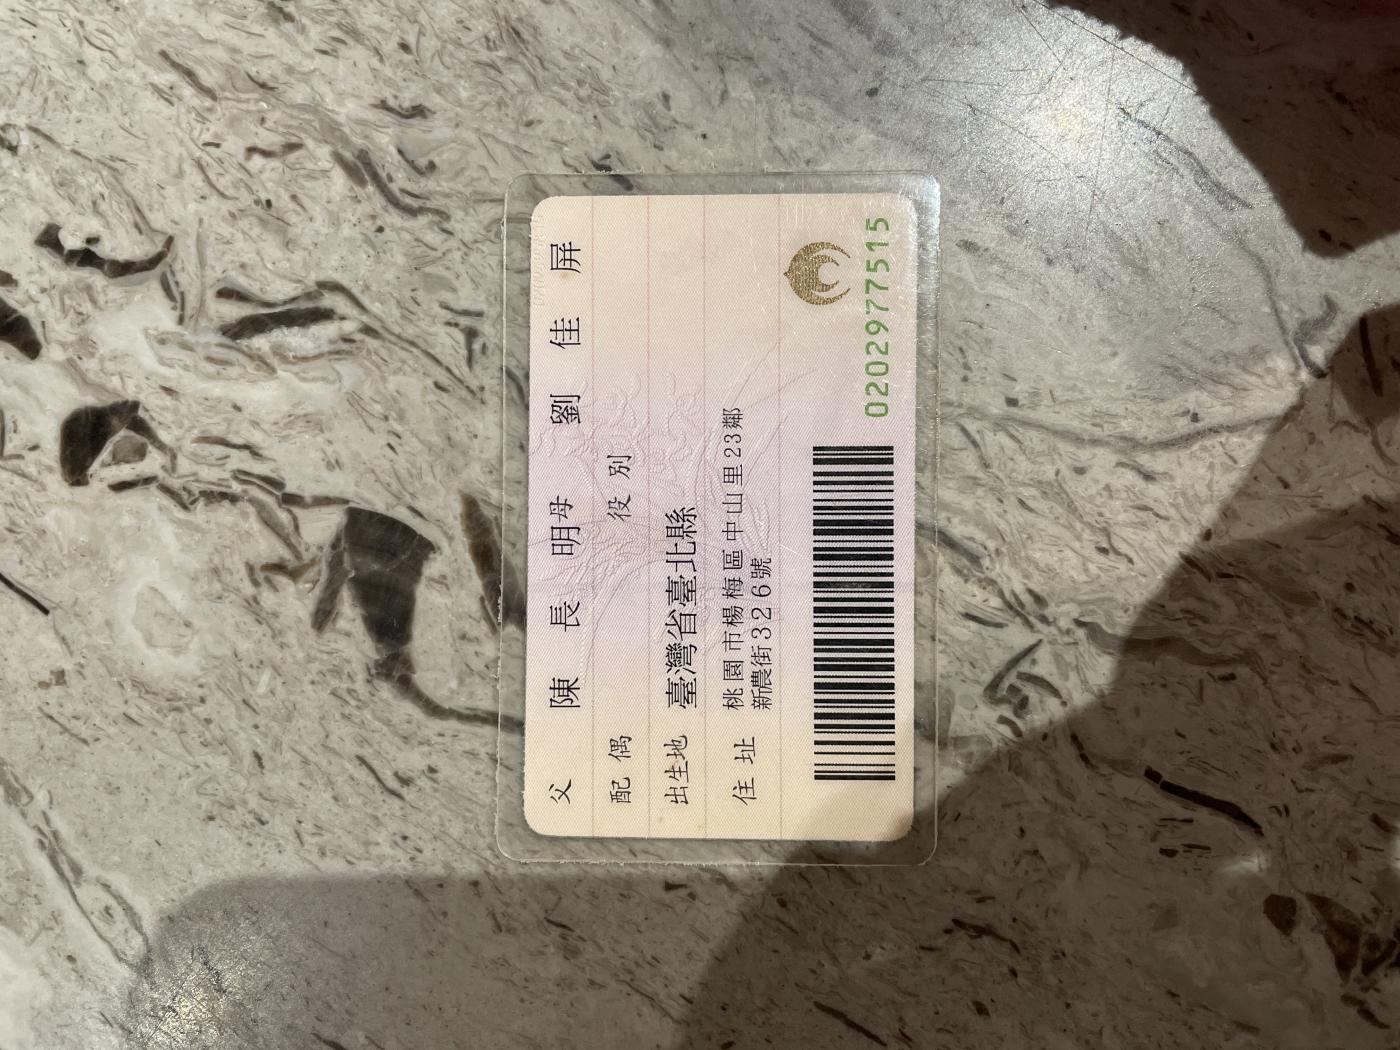 父 陳長明 母 劉佳屏
配偶 役別
出生地 臺灣省臺北縣
住址 桃園市楊梅區中山里23鄰
新農街326號
0202977515